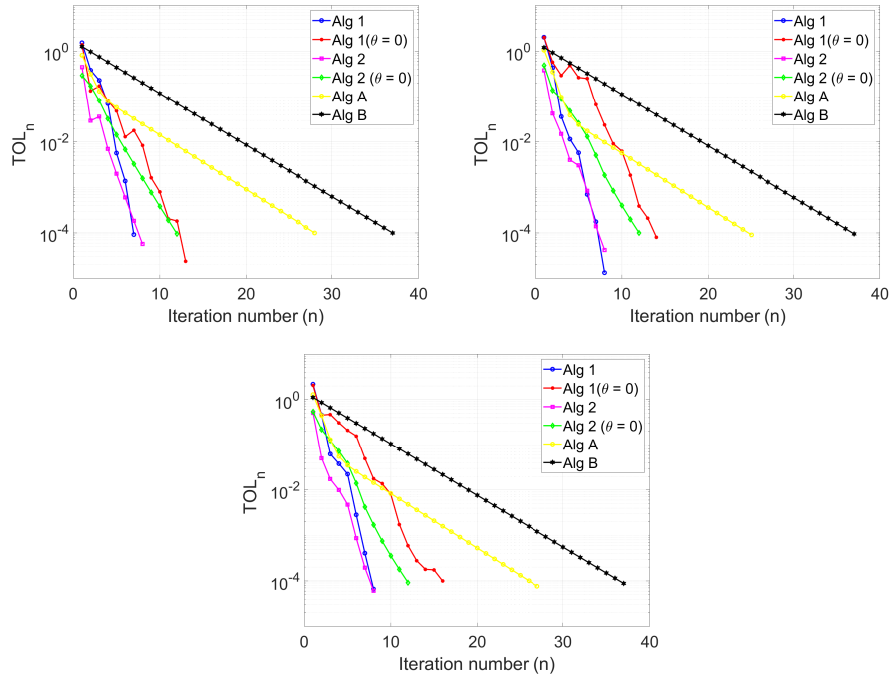 Alg 1
Alg 1(θ = 0)
Alg 2
Alg 2 (θ = 0)
Alg A
Alg B
10^0
10^-2
10^-4
TOL_n
0 10 20 30 40
Iteration number (n)
Alg 1
Alg 1(θ = 0)
Alg 2
Alg 2 (θ = 0)
Alg A
Alg B
10^0
10^-2
10^-4
TOL_n
0 10 20 30 40
Iteration number (n)
Alg 1
Alg 1(θ = 0)
Alg 2
Alg 2 (θ = 0)
Alg A
Alg B
10^0
10^-2
10^-4
TOL_n
0 10 20 30 40
Iteration number (n)